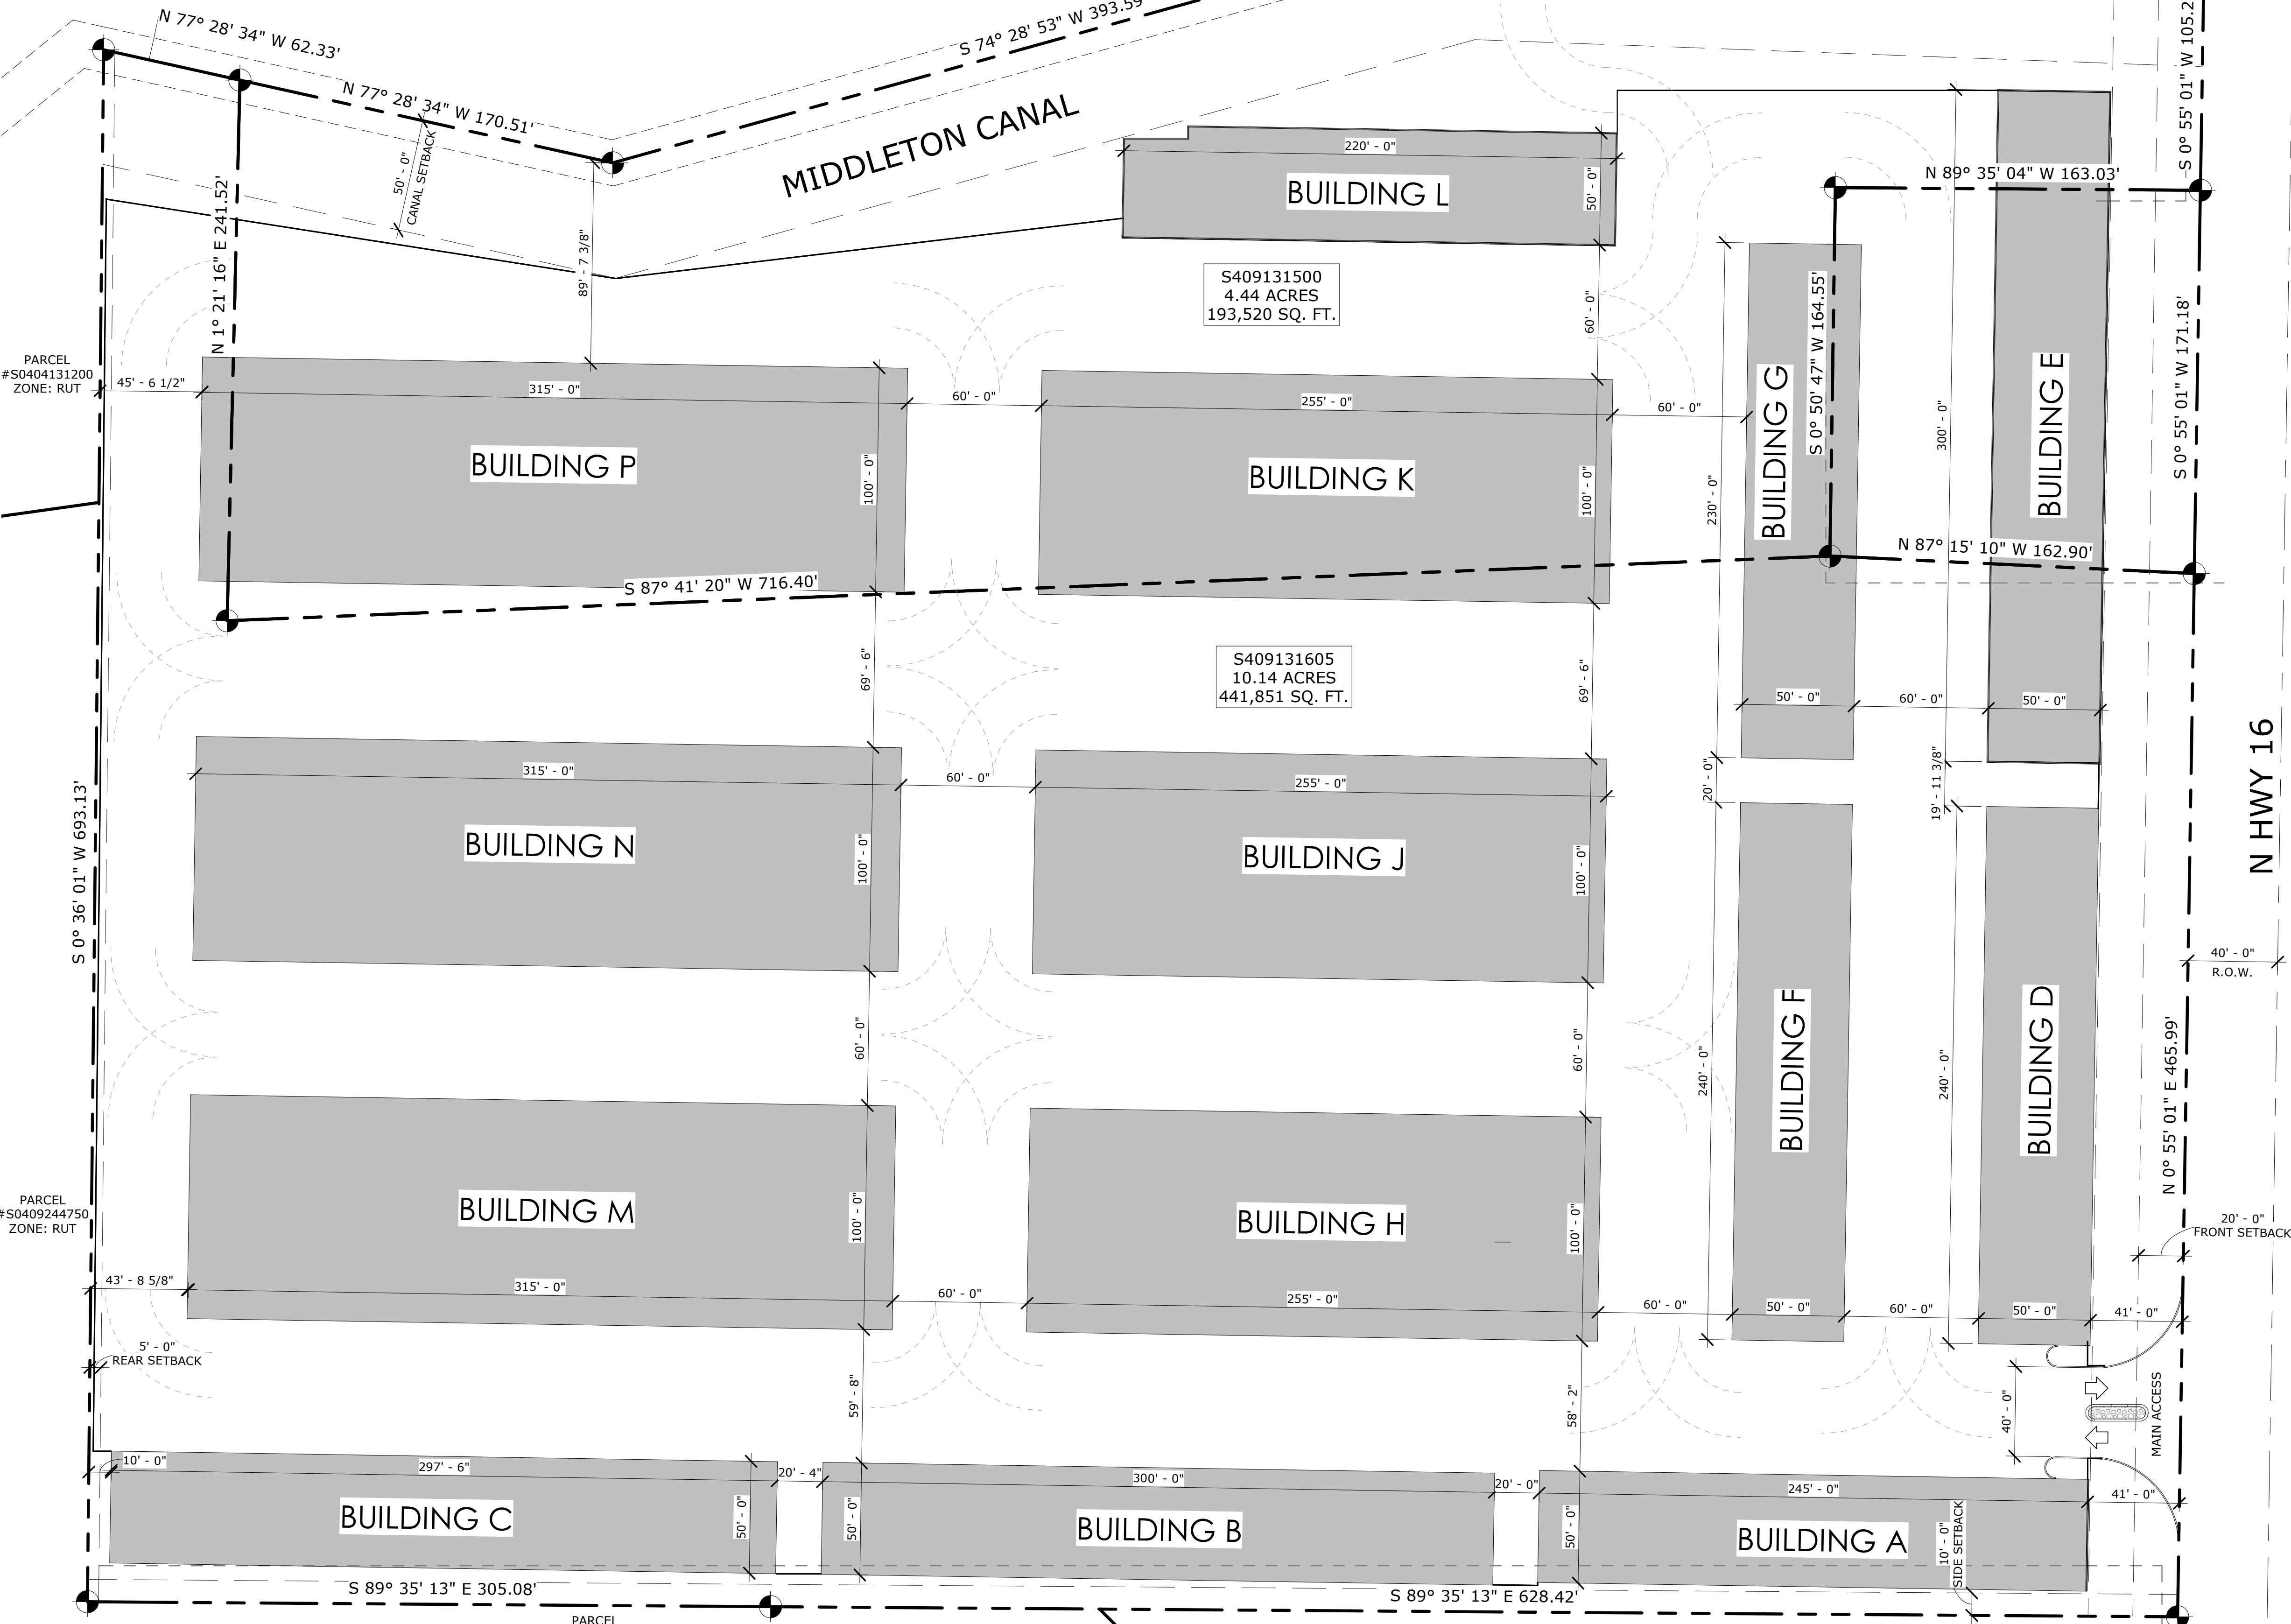 N 77° 28' 34" W 62.33'
N 77° 28' 34" W 170.51'
S 74° 28' 53" W 393.59
S 0° 55' 01" W 105.2
MIDDLETON CANAL
50' - 0"
CANAL SETBACK
N 1° 21' 16" E 241.52'
89' - 7 3/8"
220' - 0"
BUILDING L
50' - 0"
N 89° 35' 04" W 163.03'
S409131500
4.44 ACRES
193,520 SQ. FT.
60' - 0"
S 0° 50' 47" W 164.55'
S 0° 55' 01" W 171.18'
PARCEL
#S0404131200
ZONE: RUT
45' - 6 1/2"
315' - 0"
60' - 0"
255' - 0"
60' - 0"
300' - 0"
BUILDING P
100' - 0"
BUILDING K
100' - 0"
230' - 0"
BUILDING G
BUILDING E
N 87° 15' 10" W 162.90'
S 87° 41' 20" W 716.40'
69' - 6"
S409131605
10.14 ACRES
441,851 SQ. FT.
69' - 6"
50' - 0"
60' - 0"
50' - 0"
N HWY 16
S 0° 36' 01" W 693.13'
315' - 0"
60' - 0"
255' - 0"
20' - 0"
19' - 11 3/8"
BUILDING N
100' - 0"
BUILDING J
100' - 0"
40' - 0"
R.O.W.
60' - 0"
60' - 0"
240' - 0"
BUILDING F
240' - 0"
BUILDING D
N 0° 55' 01" E 465.99'
PARCEL
#S0409244750
ZONE: RUT
BUILDING M
100' - 0"
BUILDING H
100' - 0"
20' - 0"
FRONT SETBACK
43' - 8 5/8"
315' - 0"
60' - 0"
255' - 0"
60' - 0"
50' - 0"
60' - 0"
50' - 0"
41' - 0"
5' - 0"
REAR SETBACK
59' - 8"
58' - 2"
40' - 0"
MAIN ACCESS
10' - 0"
297' - 6"
20' - 4"
300' - 0"
20' - 0"
245' - 0"
41' - 0"
BUILDING C
50' - 0"
50' - 0"
BUILDING B
50' - 0"
BUILDING A
10' - 0"
SIDE SETBACK
S 89° 35' 13" E 305.08'
S 89° 35' 13" E 628.42'
PARCEL